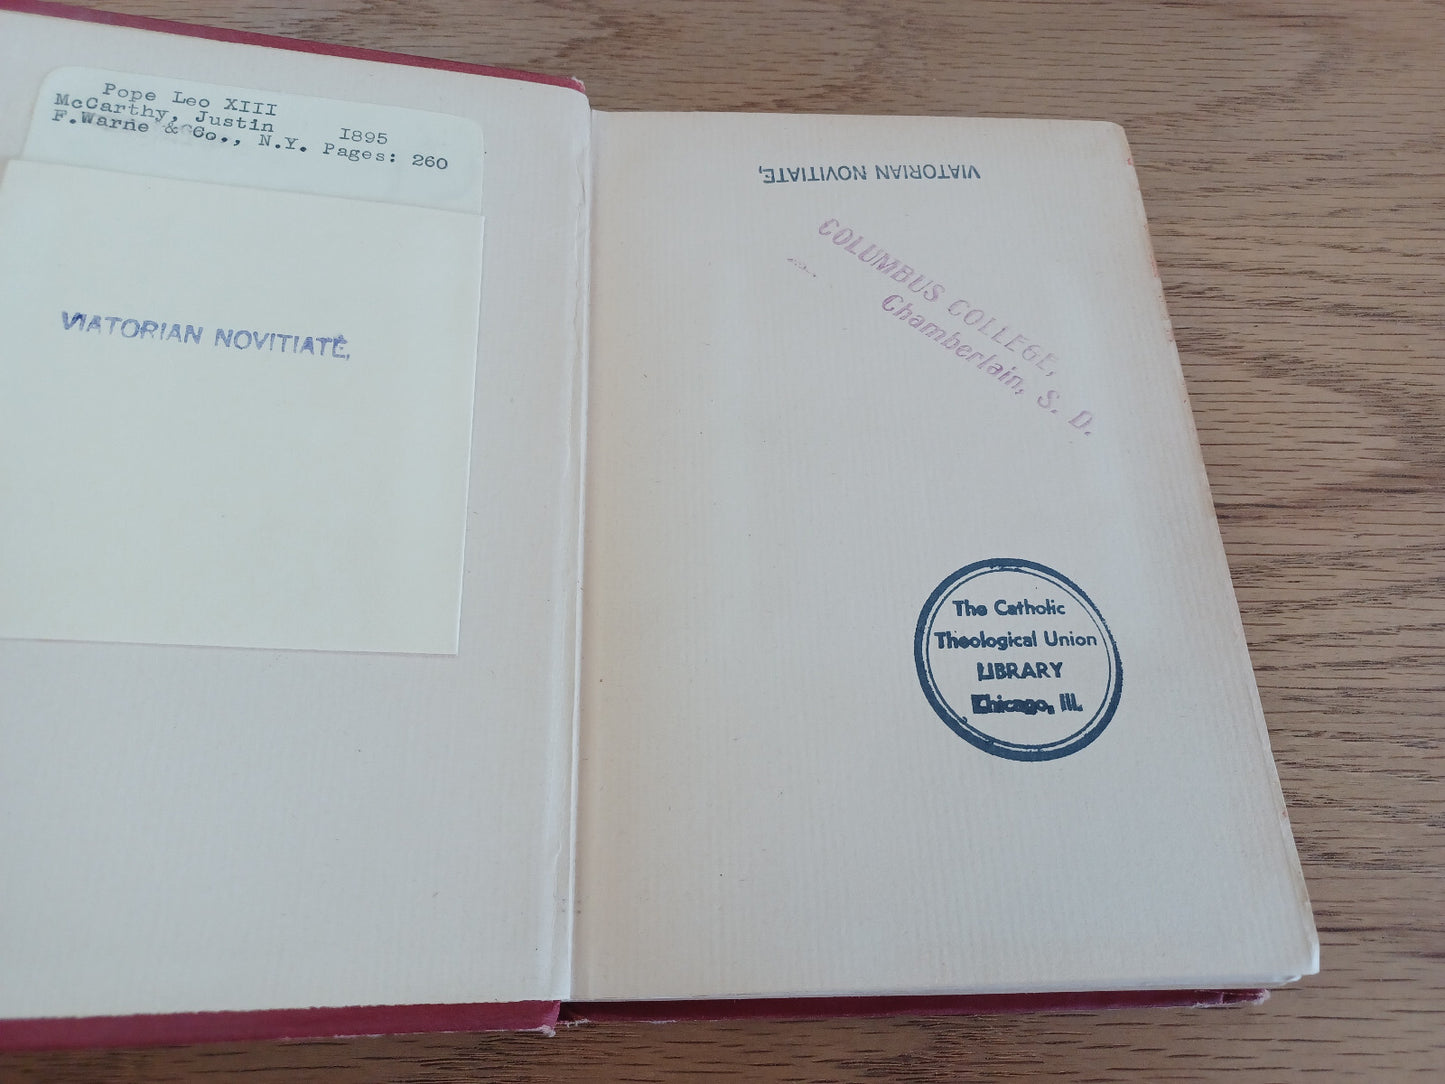 Pope Leo XIII
McCarthy, Justin I895
F.Warne & Co., N.Y. Pages: 260
VIATORIAN NOVITIATE,
VIATORIAN NOVITIATE,
COLUMBUS COLLEGE,
Chamberlain, S. D.
The Catholic
Theological Union
LIBRARY
Chicago, Ill.